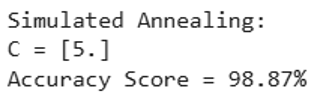 Simulated Annealing:
C = [5.]
Accuracy Score = 98.87%